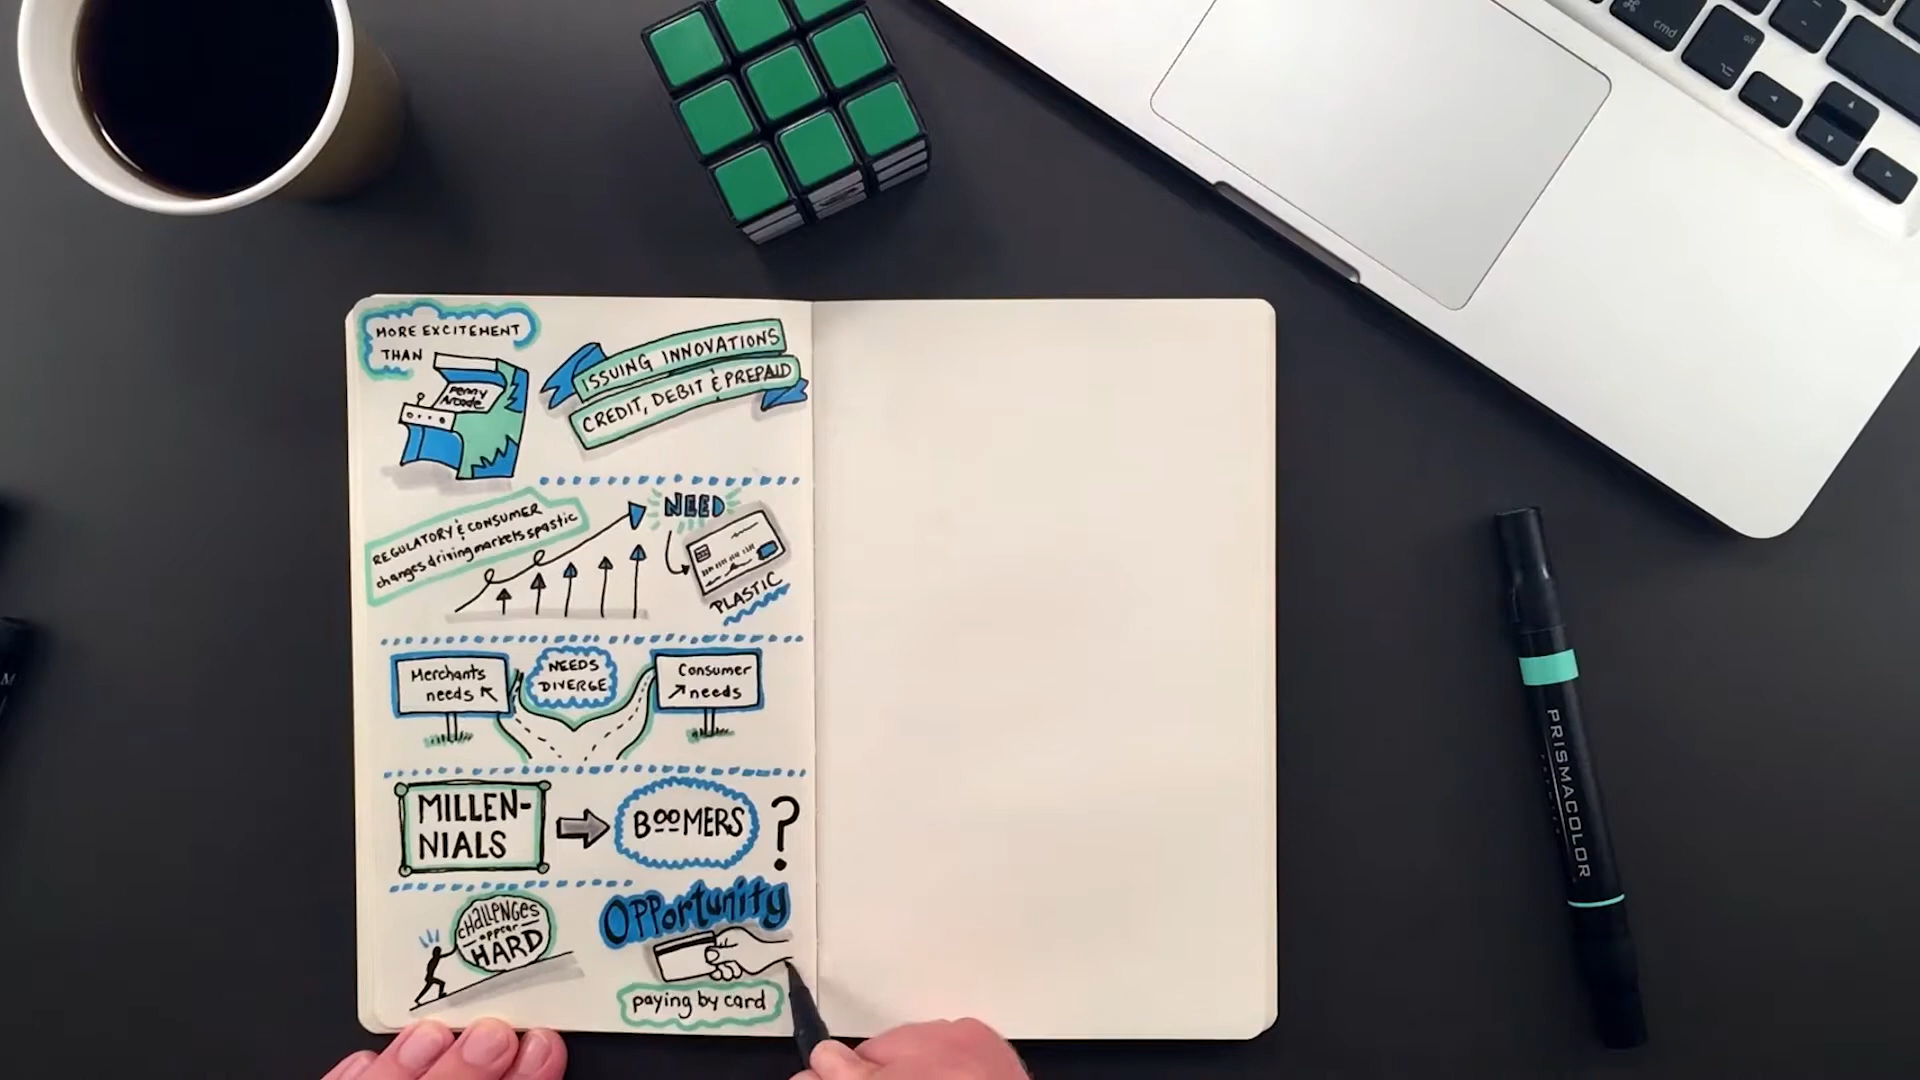 cmd
MORE EXCITEMENT
THAN
Penny
Arcade
ISSUING INNOVATIONS
CREDIT, DEBIT & PREPAID
REGULATORY & CONSUMER
changes driving markets spastic
NEED
PLASTIC
Merchants
needs
NEEDS
DIVERGE
Consumer
needs
MILLEN-
NIALS
BOOMERS
?
CHALLENGES
appear
HARD
OPPortunity
paying by card
PRISMACOLOR